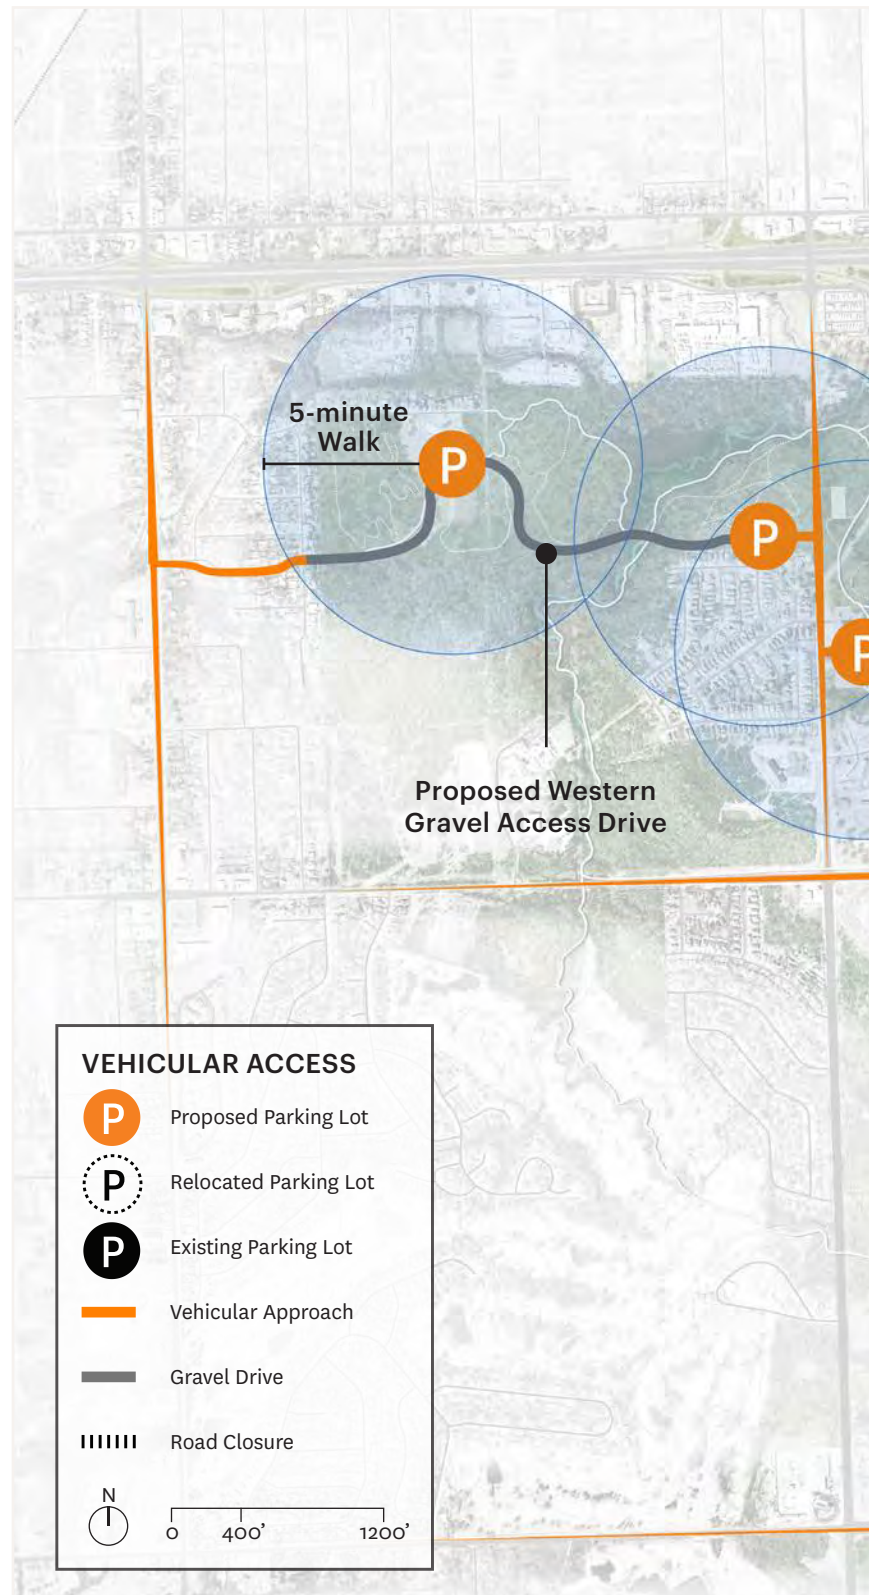 5-minute
Walk
P
P
P
Proposed Western
Gravel Access Drive
VEHICULAR ACCESS
P Proposed Parking Lot
P Relocated Parking Lot
P Existing Parking Lot
Vehicular Approach
Gravel Drive
Road Closure
N
0 400’ 1200’